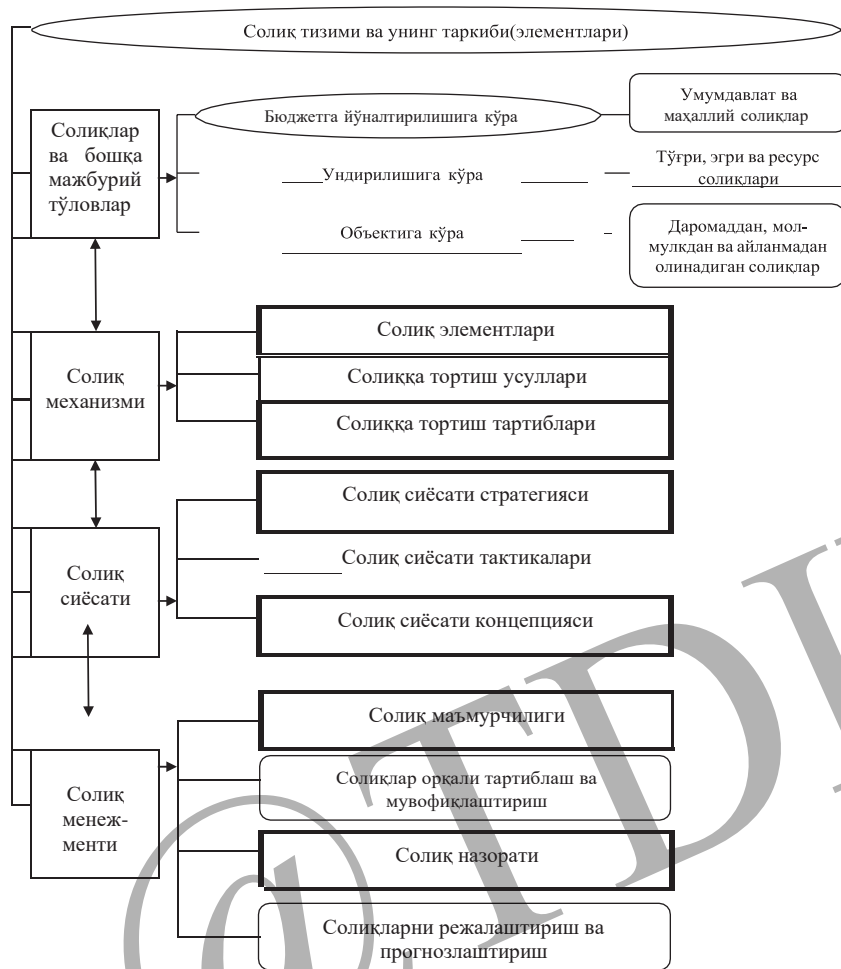 Солиқ тизими ва унинг таркиби(элементлари)
Солиқлар
ва бошқа
мажбурий
тўловлар
Бюджетга йўналтирилишига кўра
Умумдавлат ва
маҳаллий солиқлар
Ундирилишига кўра
Тўғри, эгри ва ресурс
солиқлари
Объектига кўра
Даромаддан, мол-
мулкдан ва айланмадан
олинадиган солиқлар
Солиқ
механизми
Солиқ элементлари
Солиққа тортиш усуллари
Солиққа тортиш тартиблари
Солиқ
сиёсати
Солиқ сиёсати стратегияси
Солиқ сиёсати тактикалари
Солиқ сиёсати концепцияси
Солиқ
менеж-
менти
Солиқ маъмурчилиги
Солиқлар орқали тартиблаш ва
мувофиқлаштириш
Солиқ назорати
Солиқларни режалаштириш ва
прогнозлаштириш